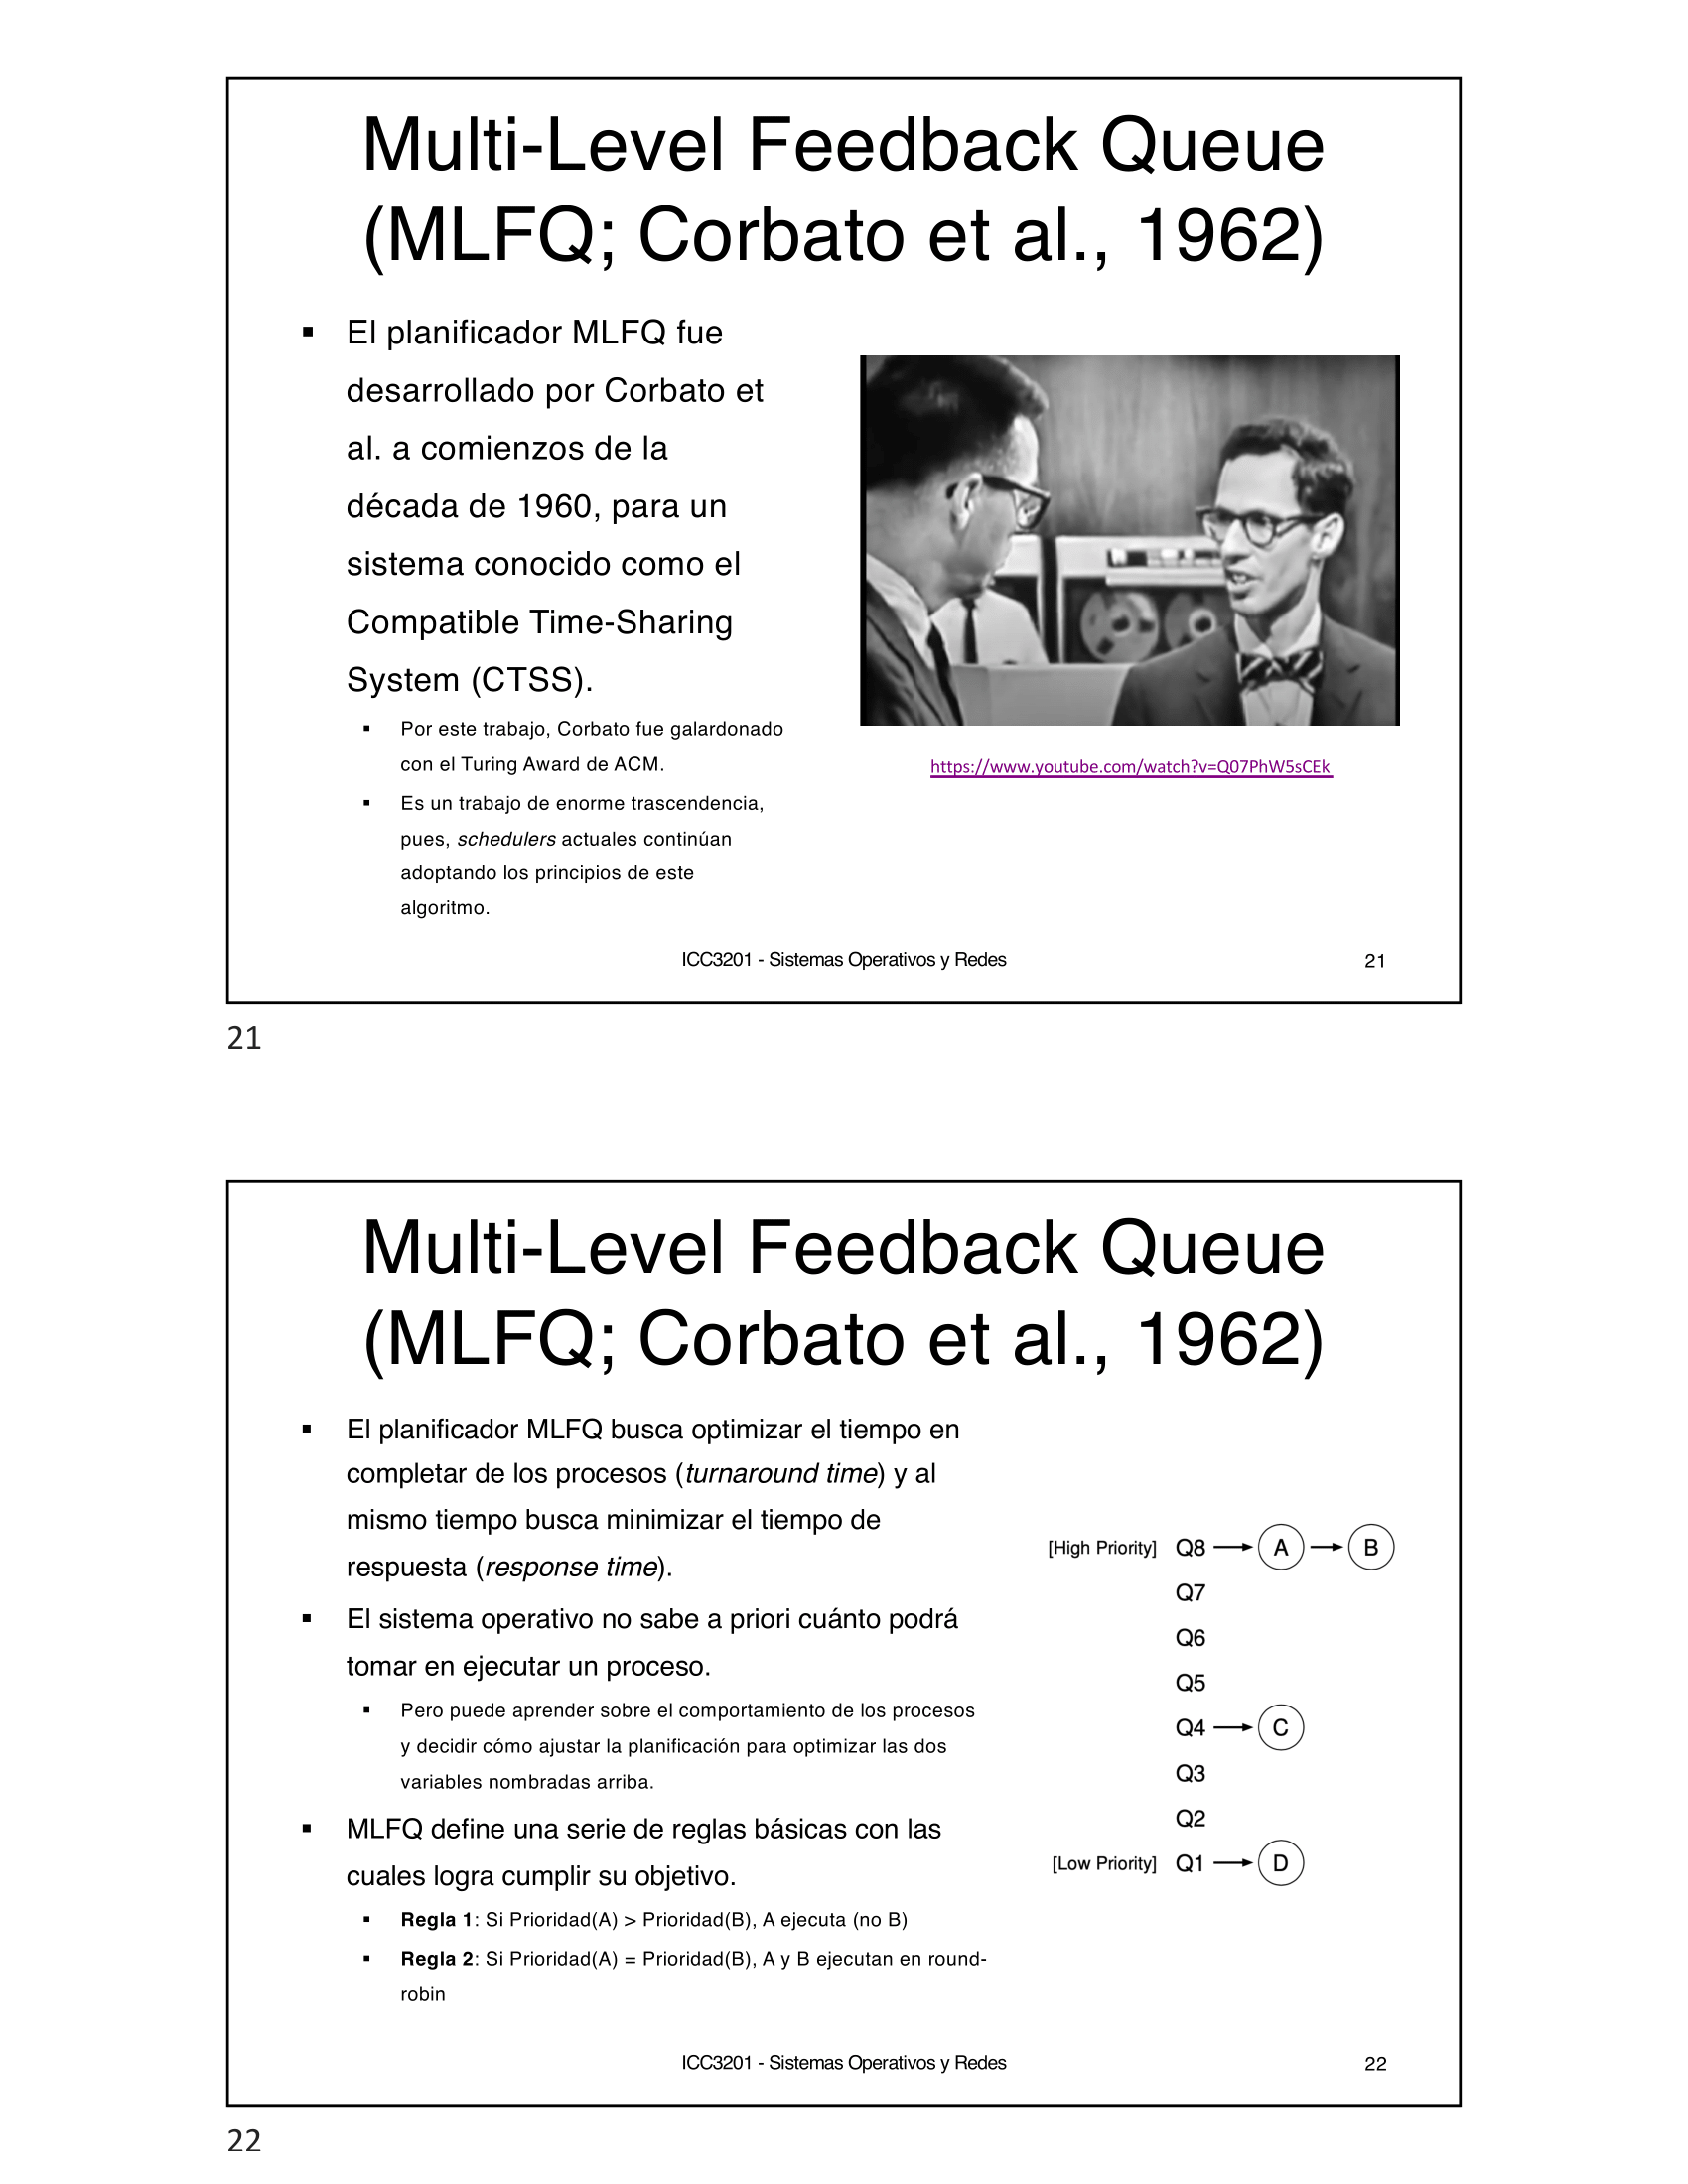 Multi-Level Feedback Queue
(MLFQ; Corbato et al., 1962)
▪ El planificador MLFQ fue
desarrollado por Corbato et
al. a comienzos de la
década de 1960, para un
sistema conocido como el
Compatible Time-Sharing
System (CTSS).
▪ Por este trabajo, Corbato fue galardonado
con el Turing Award de ACM.
▪ Es un trabajo de enorme trascendencia,
pues, schedulers actuales continúan
adoptando los principios de este
algoritmo.
https://www.youtube.com/watch?v=Q07PhW5sCEk
ICC3201 - Sistemas Operativos y Redes
21
21
Multi-Level Feedback Queue
(MLFQ; Corbato et al., 1962)
▪ El planificador MLFQ busca optimizar el tiempo en
completar de los procesos (turnaround time) y al
mismo tiempo busca minimizar el tiempo de
respuesta (response time).
▪ El sistema operativo no sabe a priori cuánto podrá
tomar en ejecutar un proceso.
▪ Pero puede aprender sobre el comportamiento de los procesos
y decidir cómo ajustar la planificación para optimizar las dos
variables nombradas arriba.
▪ MLFQ define una serie de reglas básicas con las
cuales logra cumplir su objetivo.
▪ Regla 1: Si Prioridad(A) > Prioridad(B), A ejecuta (no B)
▪ Regla 2: Si Prioridad(A) = Prioridad(B), A y B ejecutan en round-
robin
[High Priority] Q8 A B
Q7
Q6
Q5
Q4 C
Q3
Q2
[Low Priority] Q1 D
ICC3201 - Sistemas Operativos y Redes
22
22